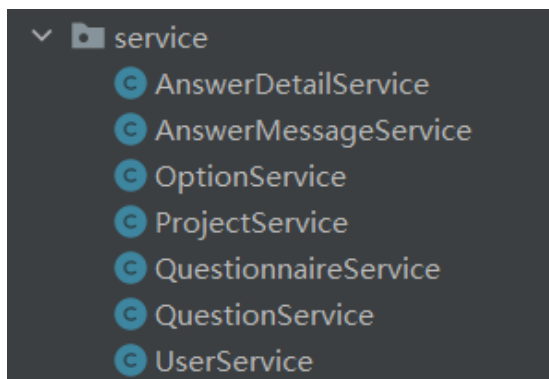 service
AnswerDetailService
AnswerMessageService
OptionService
ProjectService
QuestionnaireService
QuestionService
UserService